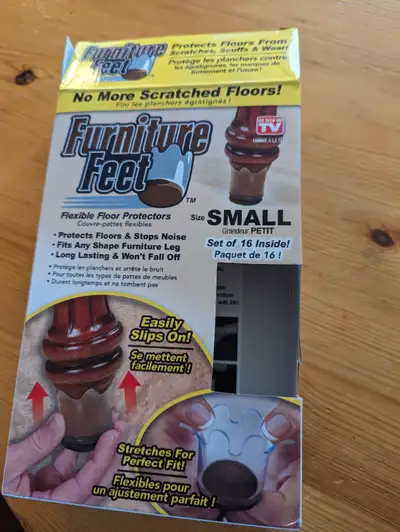 Furniture
Feet™
Protects Floors From
Scratches, Scuffs & Wear!
Protège les planchers contre
les égratignures, les marques de
frottement et l'usure!
No More Scratched Floors!
Fini les planchers égratignés !
Furniture
Feet™
AS SEEN ON
TV
Flexible Floor Protectors
Couvre-pattes flexibles
Size SMALL
Grandeur PETIT
• Protects Floors & Stops Noise
• Fits Any Shape Furniture Leg
• Long Lasting & Won't Fall Off
Set of 16 Inside!
Paquet de 16 !
• Protège les planchers et arrête le bruit
• Pour toutes les types de pattes de meubles
• Durent longtemps et ne tombent pas
Easily
Slips On!
Se mettent
facilement !
Stretches For
Perfect Fit!
Flexibles pour
un ajustement parfait !